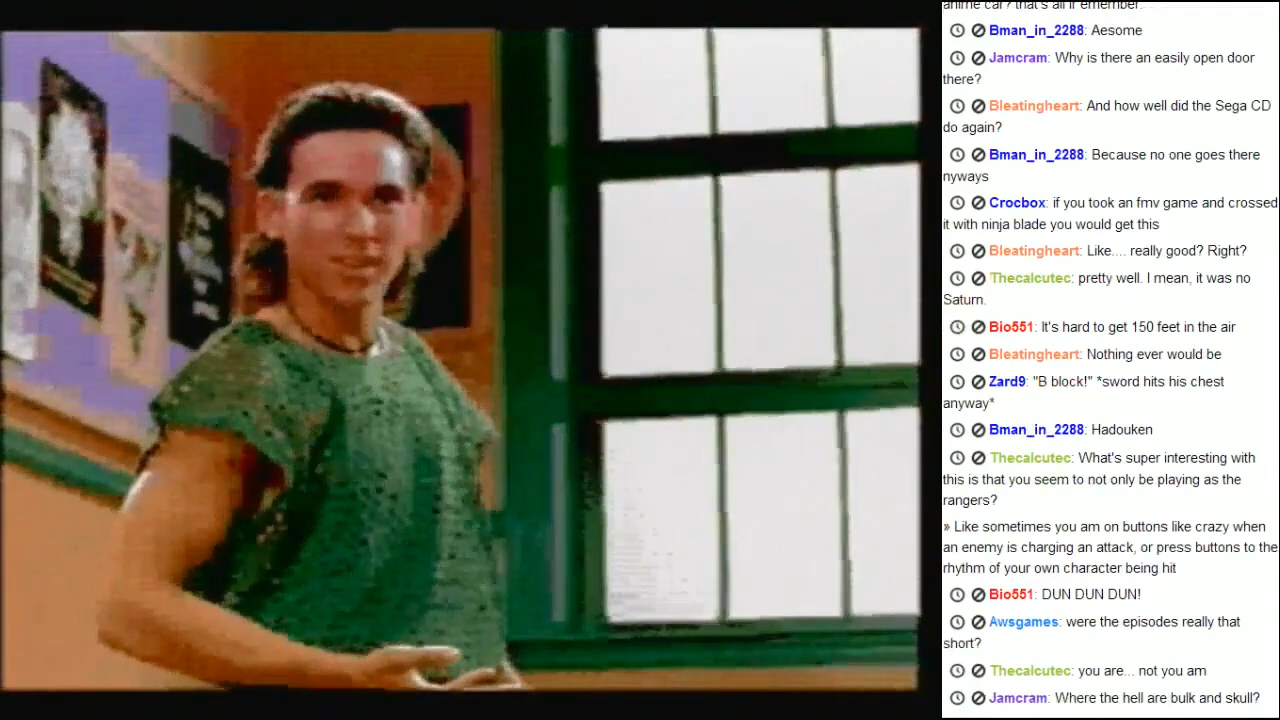 anime car? that's all if emember.
Bman_in_2288: Aesome
Jamcram: Why is there an easily open door
there?
Bleatingheart: And how well did the Sega CD
do again?
Bman_in_2288: Because no one goes there
nyways
Crocbox: if you took an fmv game and crossed
it with ninja blade you would get this
Bleatingheart: Like.... really good? Right?
Thecalcutec: pretty well. I mean, it was no
Saturn.
Bio551: It's hard to get 150 feet in the air
Bleatingheart: Nothing ever would be
Zard9: "B block!" *sword hits his chest
anyway*
Bman_in_2288: Hadouken
Thecalcutec: What's super interesting with
this is that you seem to not only be playing as the
rangers?
» Like sometimes you am on buttons like crazy when
an enemy is charging an attack, or press buttons to the
rhythm of your own character being hit
Bio551: DUN DUN DUN!
Awsgames: were the episodes really that
short?
Thecalcutec: you are... not you am
Jamcram: Where the hell are bulk and skull?